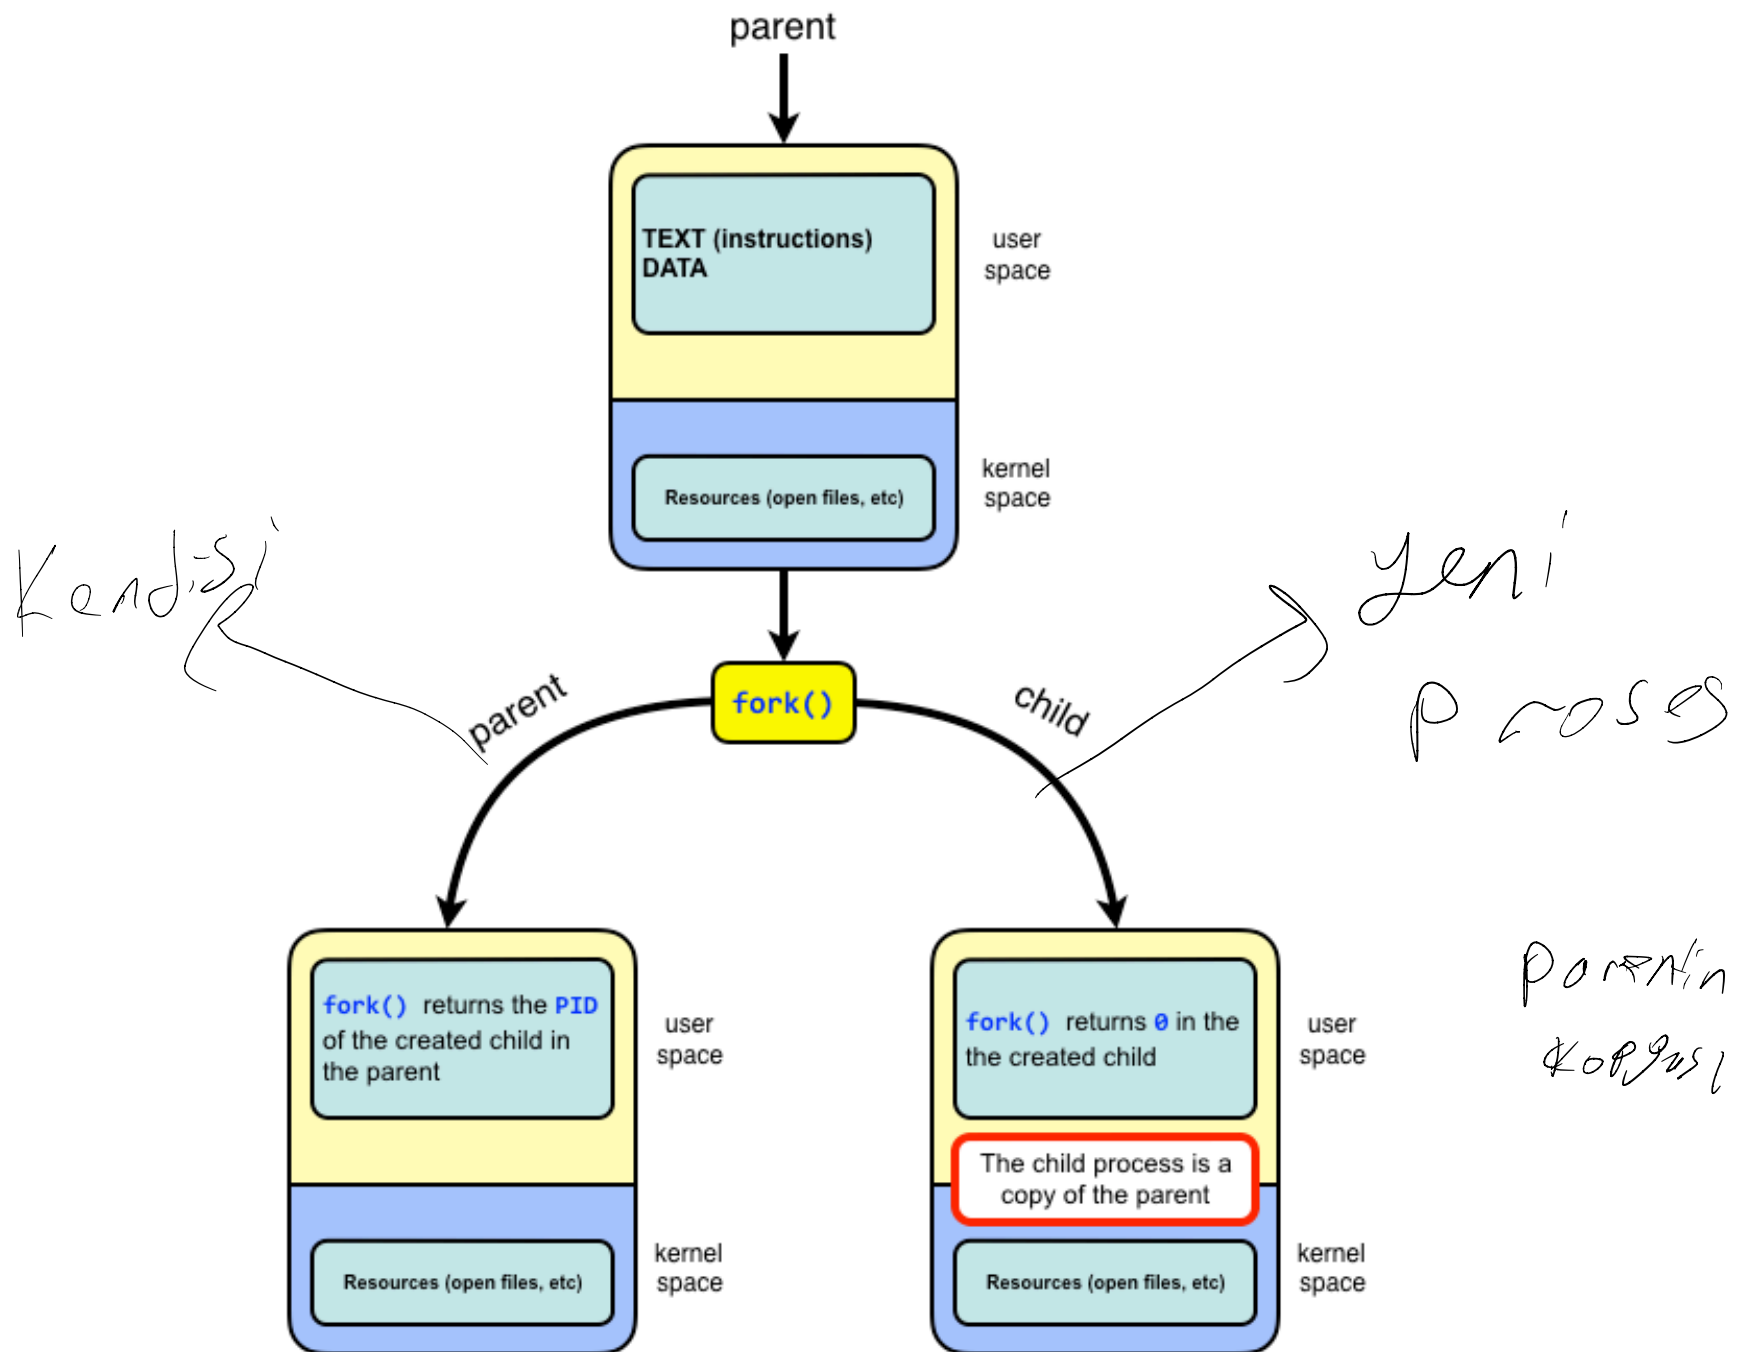 parent
TEXT (instructions)
DATA
user
space
kernel
space
Resources (open files, etc)
Kendisi
yeni
proses
fork()
parent
child
fork() returns the PID
of the created child in
the parent
user
space
fork() returns 0 in the
the created child
user
space
parentin
kopyası
The child process is a
copy of the parent
kernel
space
Resources (open files, etc)
kernel
space
Resources (open files, etc)